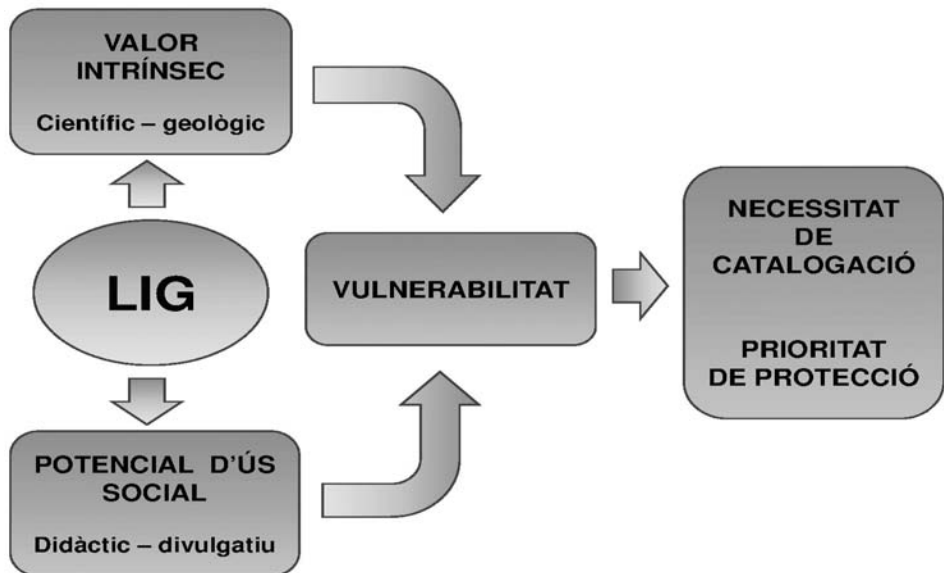 VALOR
INTRÍNSEC
Científic – geològic
LIG
POTENCIAL D'ÚS
SOCIAL
Didàctic – divulgatiu
VULNERABILITAT
NECESSITAT
DE
CATALOGACIÓ
PRIORITAT
DE PROTECCIÓ